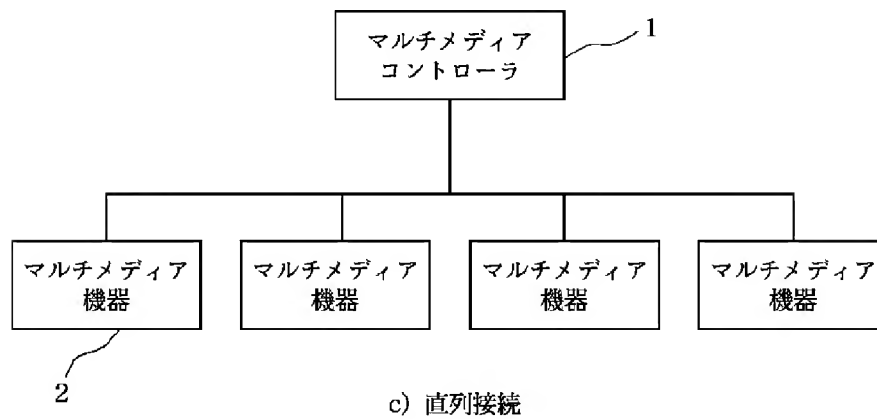 マルチメディア
コントローラ
1
マルチメディア
機器
マルチメディア
機器
マルチメディア
機器
マルチメディア
機器
2
c) 直列接続